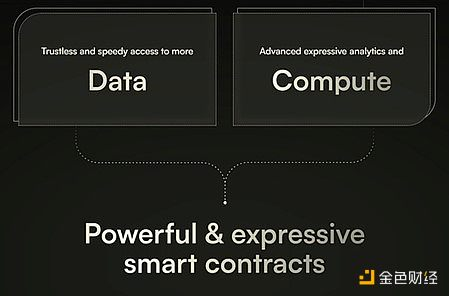 Trustless and speedy access to more
Data
Advanced expressive analytics and
Compute
Powerful & expressive
smart contracts
金色财经